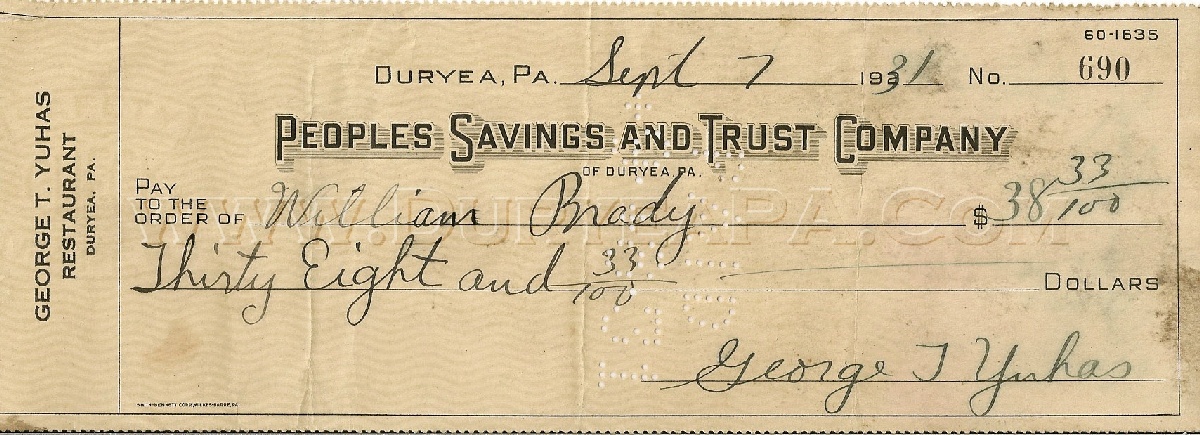 60-1635
DURYEA, PA. Sept 7 1931 No. 690
PEOPLES SAVINGS AND TRUST COMPANY
OF DURYEA, PA.
PAY TO THE ORDER OF William Brady $ 38 33/100
Thirty Eight and 33/100 DOLLARS
George T Yuhas
GEORGE T. YUHAS
RESTAURANT
DURYEA, PA.
WWW.DURYEAPA.COM